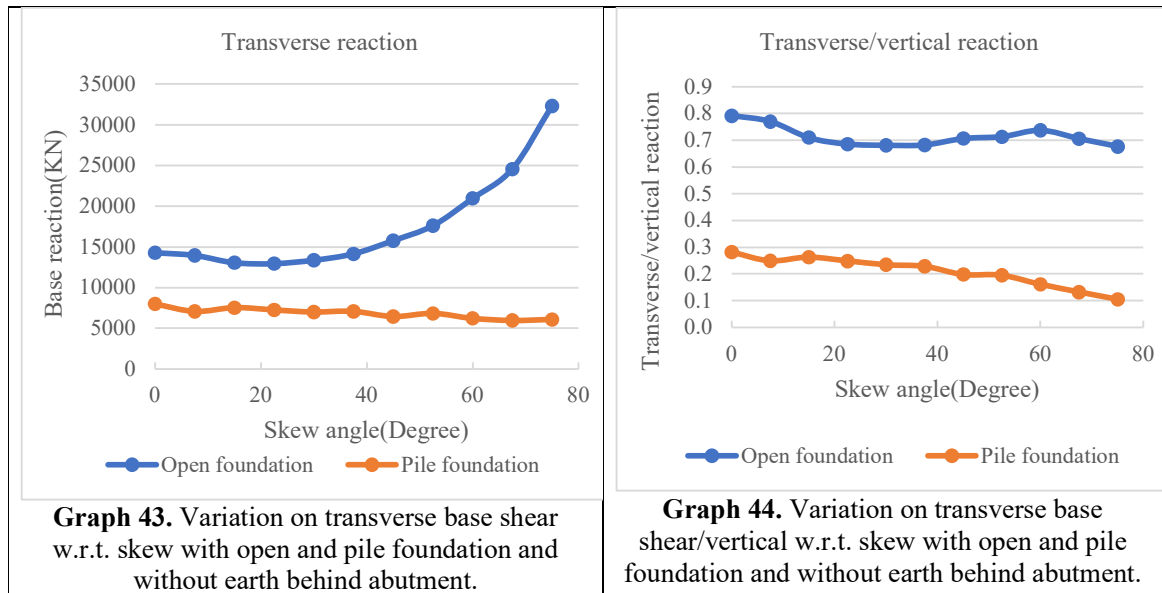 Transverse reaction
35000
30000
25000
20000
15000
10000
5000
0
Base reaction(KN)
0 20 40 60 80
Skew angle(Degree)
Open foundation Pile foundation
Graph 43. Variation on transverse base shear
w.r.t. skew with open and pile foundation and
without earth behind abutment.
Transverse/vertical reaction
0.9
0.8
0.7
0.6
0.5
0.4
0.3
0.2
0.1
0.0
Transverse/vertical reaction
0 20 40 60 80
Skew angle(Degree)
Open foundation Pile foundation
Graph 44. Variation on transverse base
shear/vertical w.r.t. skew with open and pile
foundation and without earth behind abutment.